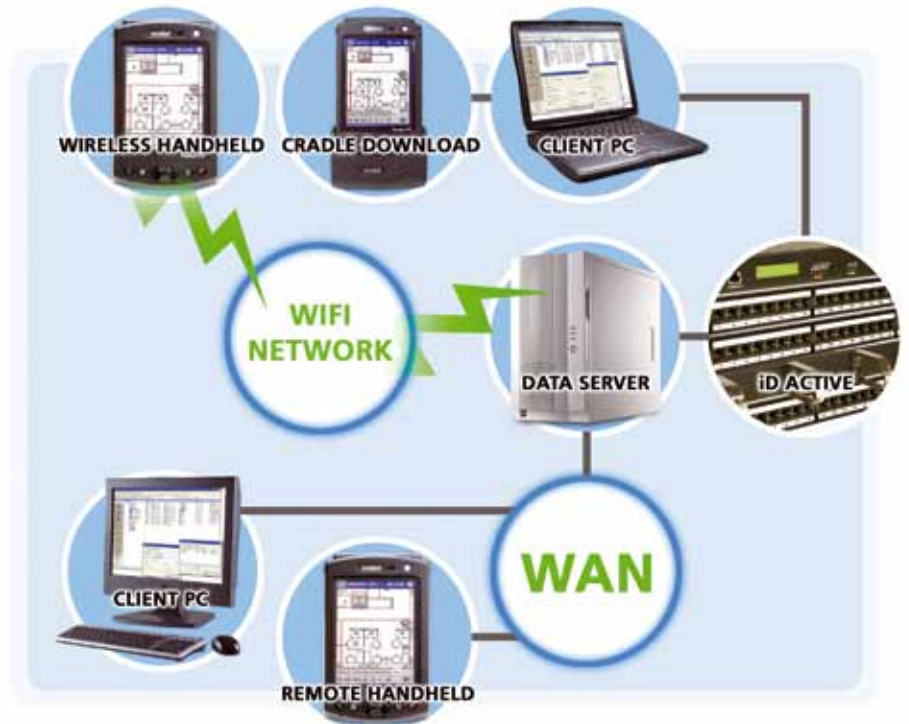 WIRELESS HANDHELD
CRADLE DOWNLOAD
CLIENT PC
WIFI
NETWORK
DATA SERVER
iD ACTIVE
CLIENT PC
WAN
REMOTE HANDHELD